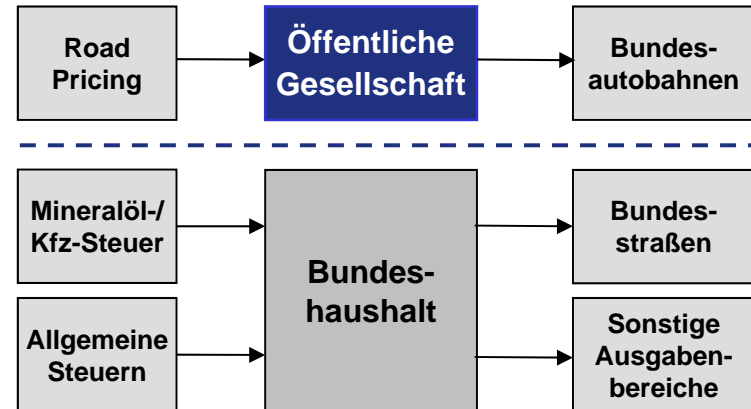 Road
Pricing
Öffentliche
Gesellschaft
Bundes-
autobahnen
Mineralöl-/
Kfz-Steuer
Bundes-
haushalt
Bundes-
straßen
Allgemeine
Steuern
Sonstige
Ausgaben-
bereiche